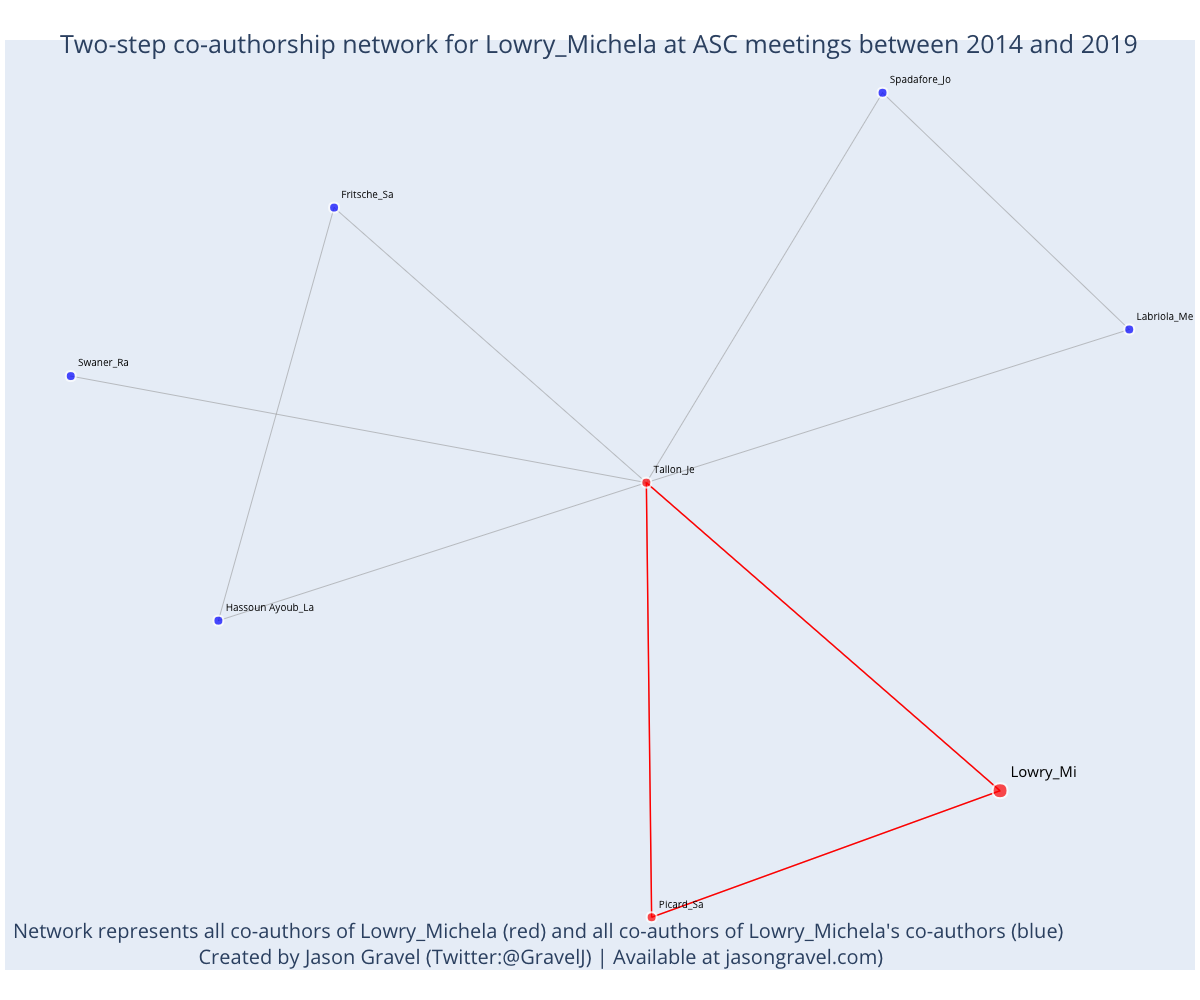 Two-step co-authorship network for Lowry_Michela at ASC meetings between 2014 and 2019
Spadafore_Jo
Fritsche_Sa
Labriola_Me
Swaner_Ra
Tallon_Je
Hassoun Ayoub_La
Lowry_Mi
Picard_Sa
Network represents all co-authors of Lowry_Michela (red) and all co-authors of Lowry_Michela's co-authors (blue)
Created by Jason Gravel (Twitter:@GravelJ) | Available at jasongravel.com)